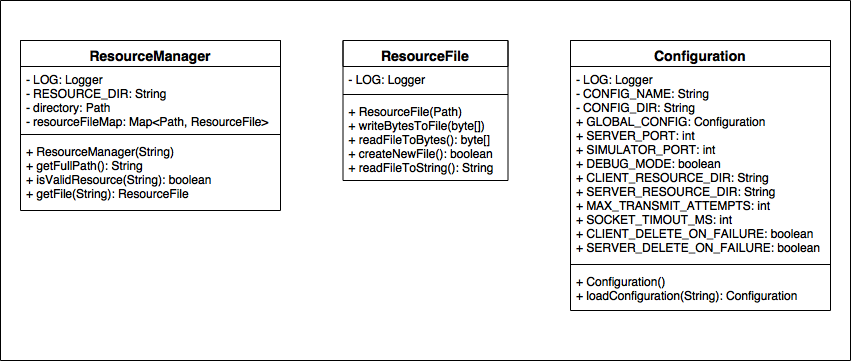 ResourceManager
- LOG: Logger
- RESOURCE_DIR: String
- directory: Path
- resourceFileMap: Map<Path, ResourceFile>
+ ResourceManager(String)
+ getFullPath(): String
+ isValidResource(String): boolean
+ getFile(String): ResourceFile
ResourceFile
- LOG: Logger
+ ResourceFile(Path)
+ writeBytesToFile(byte[])
+ readFileToBytes(): byte[]
+ createNewFile(): boolean
+ readFileToString(): String
Configuration
- LOG: Logger
- CONFIG_NAME: String
- CONFIG_DIR: String
+ GLOBAL_CONFIG: Configuration
+ SERVER_PORT: int
+ SIMULATOR_PORT: int
+ DEBUG_MODE: boolean
+ CLIENT_RESOURCE_DIR: String
+ SERVER_RESOURCE_DIR: String
+ MAX_TRANSMIT_ATTEMPTS: int
+ SOCKET_TIMOUT_MS: int
+ CLIENT_DELETE_ON_FAILURE: boolean
+ SERVER_DELETE_ON_FAILURE: boolean
+ Configuration()
+ loadConfiguration(String): Configuration